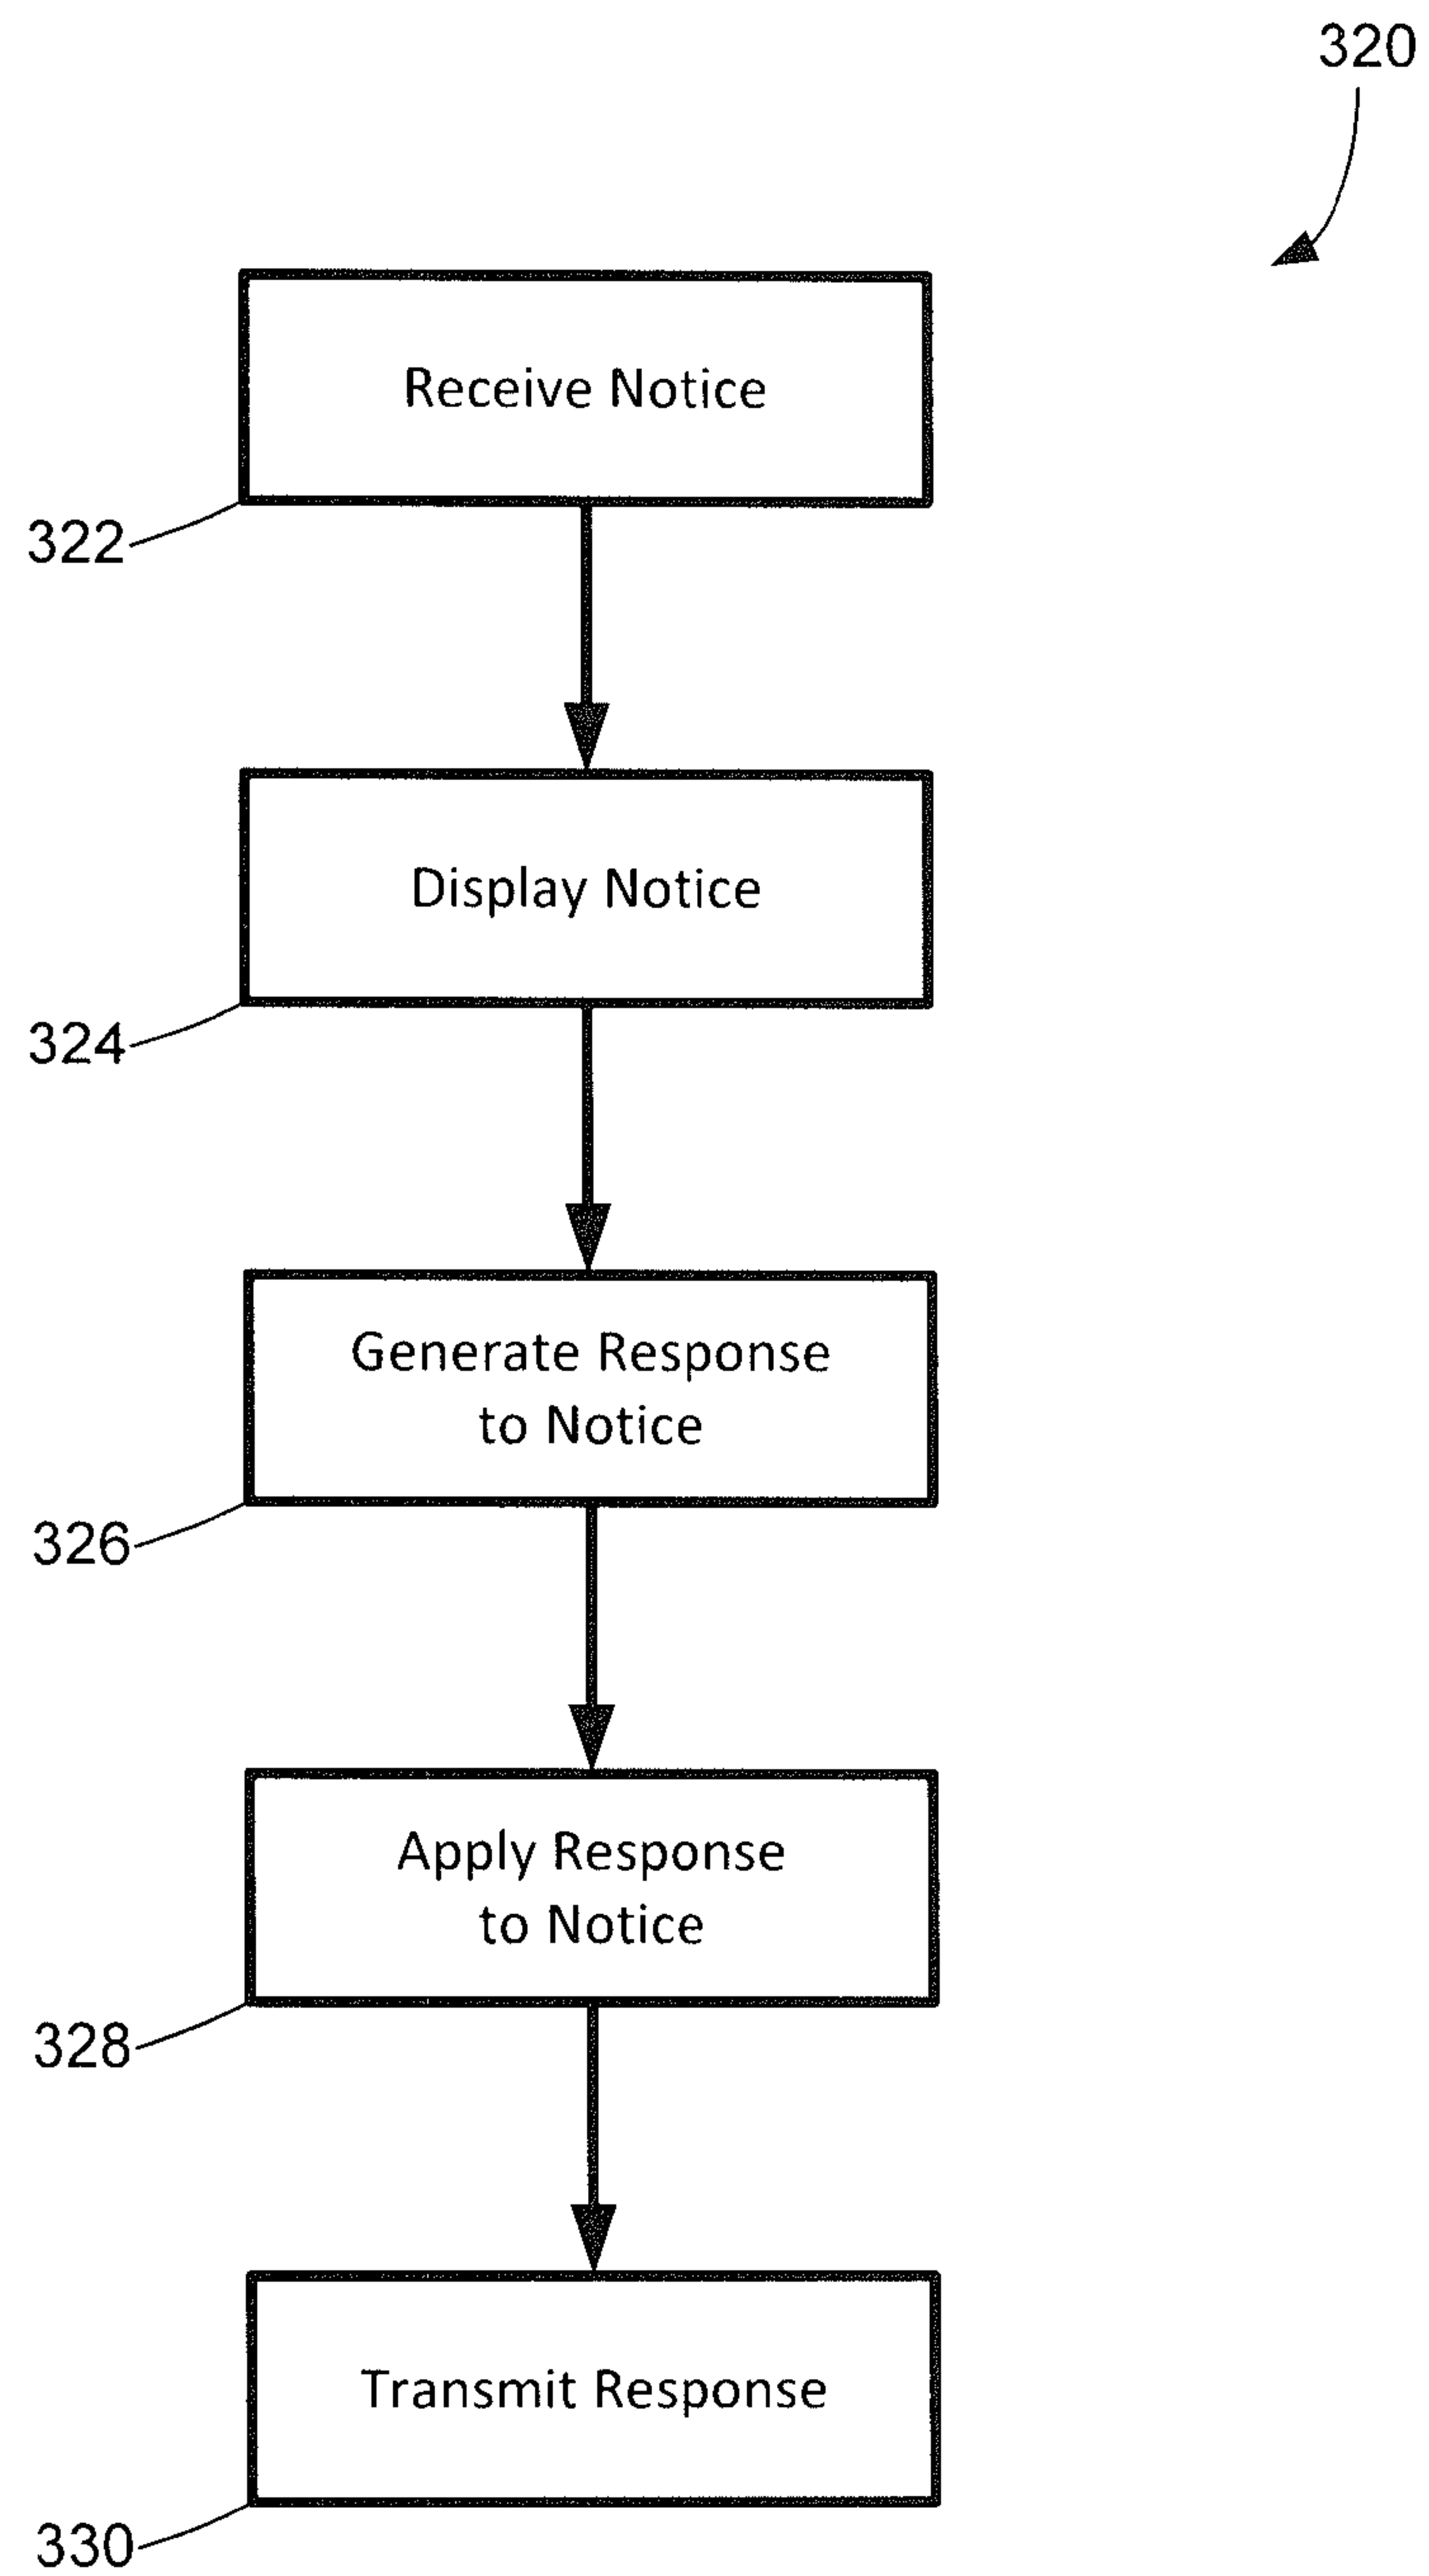 320
Receive Notice
322
Display Notice
324
Generate Response
to Notice
326
Apply Response
to Notice
328
Transmit Response
330